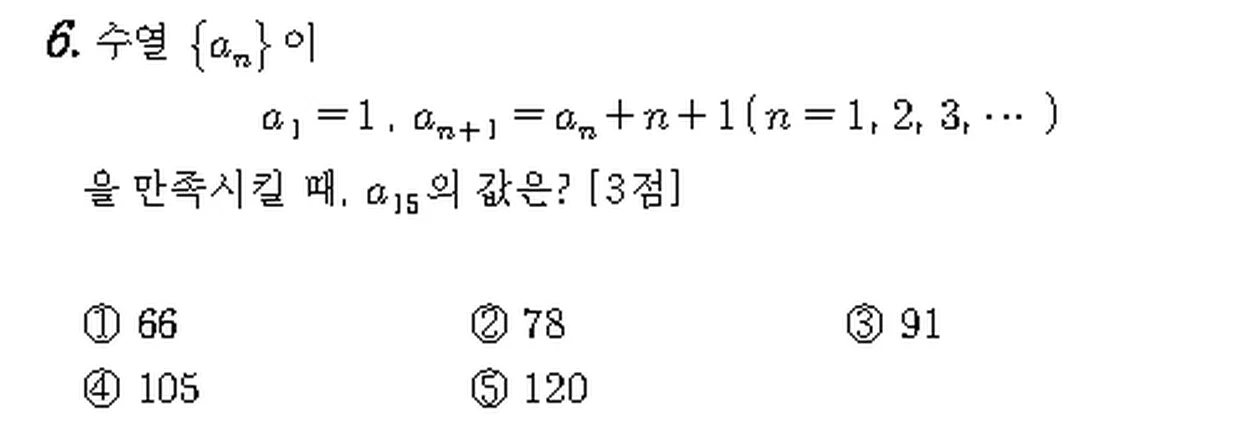 6. 수열 {aₙ}이
a₁=1, aₙ₊₁=aₙ+n+1(n=1, 2, 3, ⋯ )
을 만족시킬 때, a₁₅의 값은? [3점]
① 66 ② 78 ③ 91
④ 105 ⑤ 120